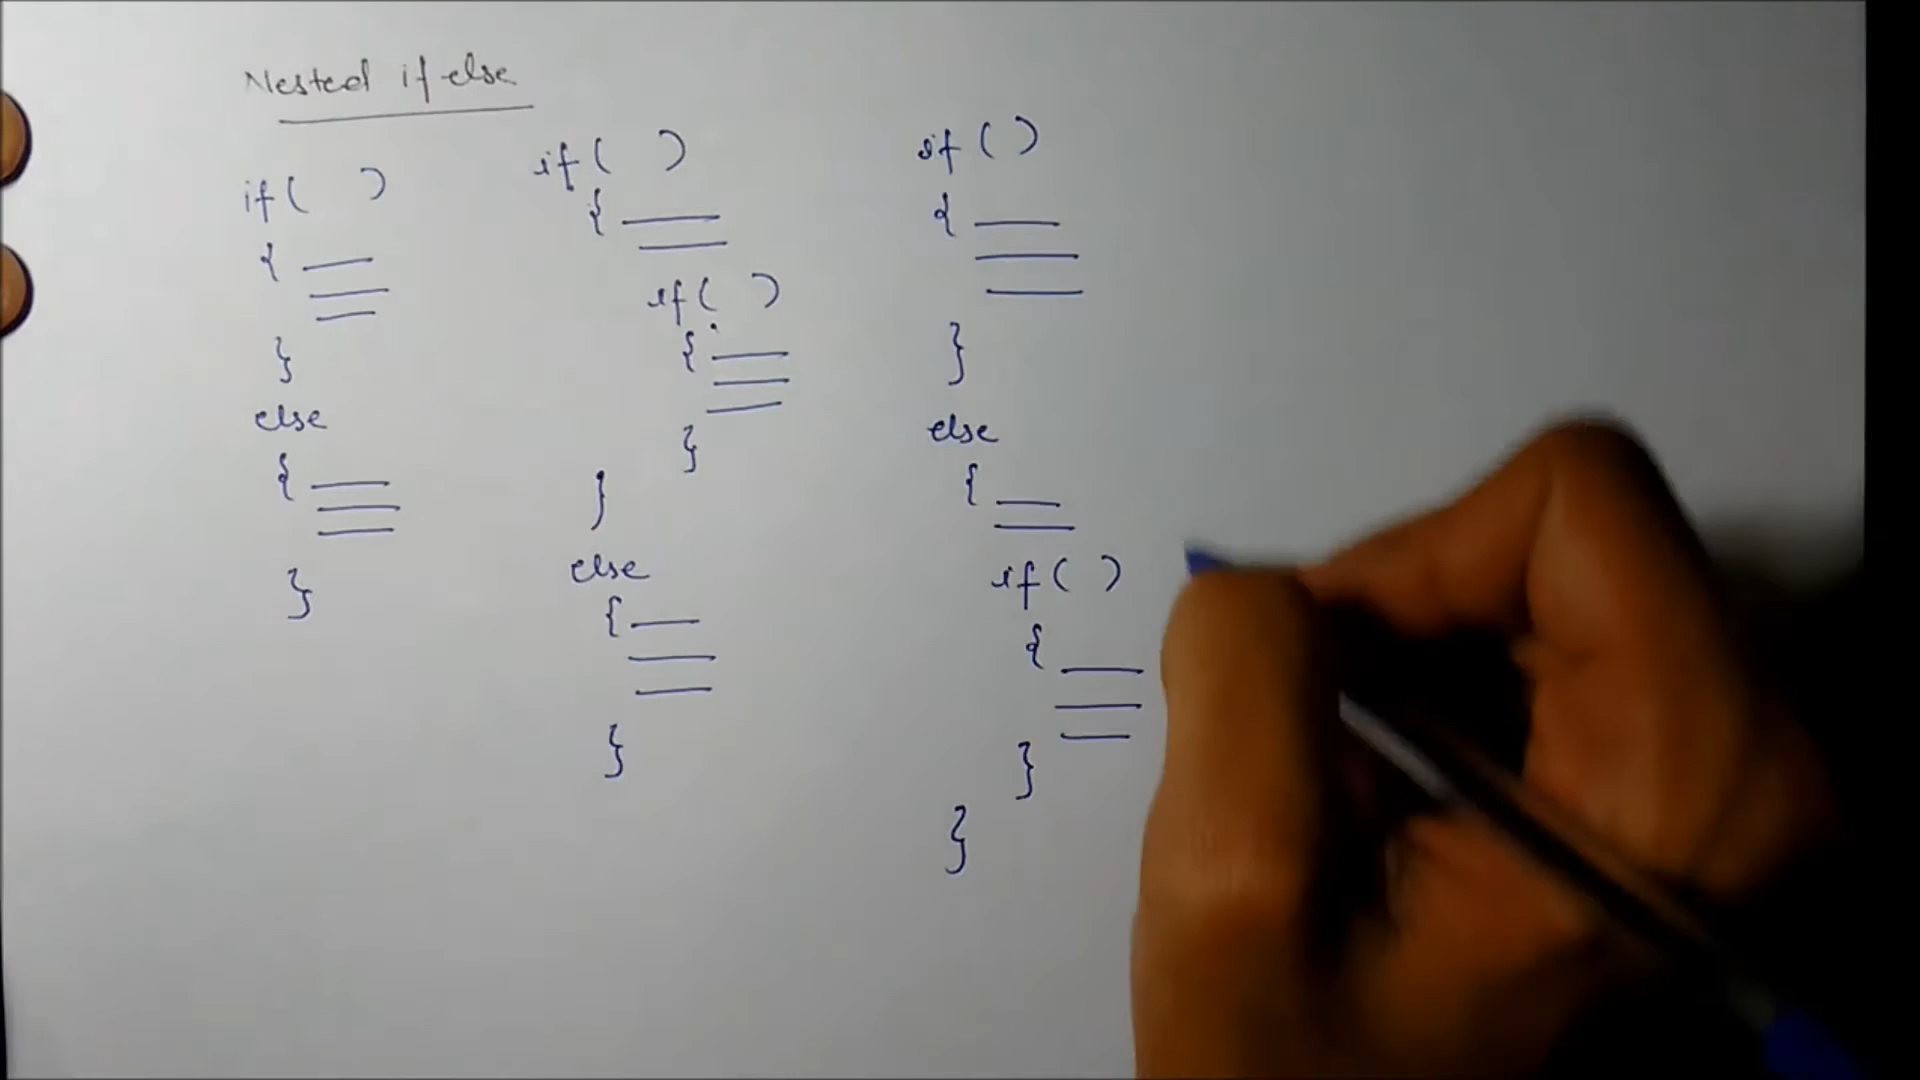 Nested if else
if( )
{
}
else
{
}
if( )
{
if( )
{
}
}
else
{
}
if( )
{
}
else
{
if( )
{
}
}